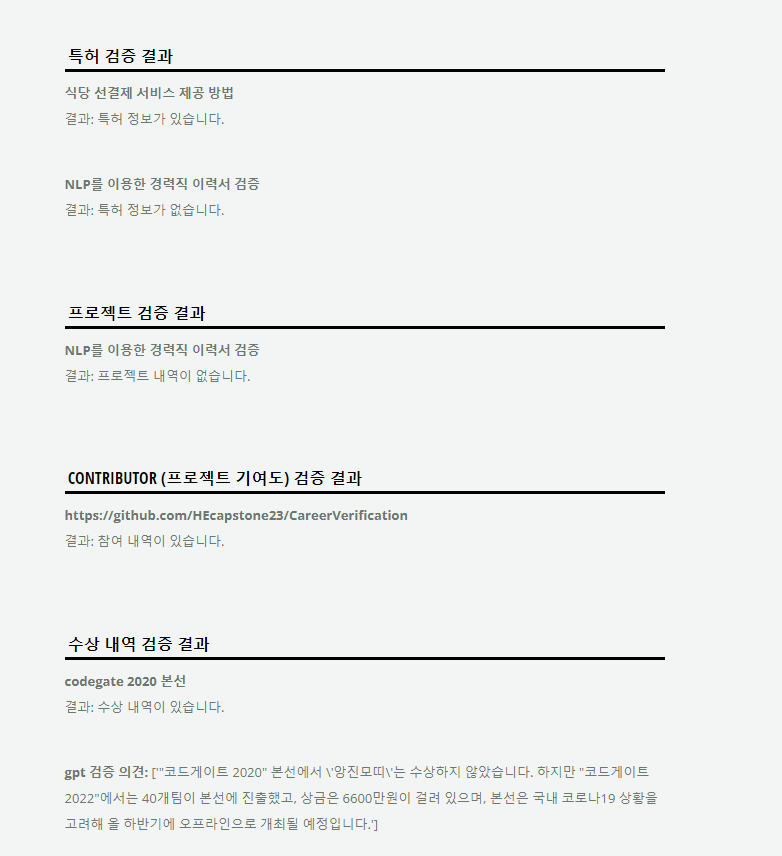 특허 검증 결과
식당 선결제 서비스 제공 방법
결과: 특허 정보가 있습니다.
NLP를 이용한 경력직 이력서 검증
결과: 특허 정보가 없습니다.
프로젝트 검증 결과
NLP를 이용한 경력직 이력서 검증
결과: 프로젝트 내역이 없습니다.
CONTRIBUTOR (프로젝트 기여도) 검증 결과
https://github.com/HEcapstone23/CareerVerification
결과: 참여 내역이 있습니다.
수상 내역 검증 결과
codegate 2020 본선
결과: 수상 내역이 있습니다.
gpt 검증 의견: ['"코드게이트 2020" 본선에서 \'앙진모띠\'는 수상하지 않았습니다. 하지만 "코드게이트
2022"에서는 40개팀이 본선에 진출했고, 상금은 6600만원이 걸려 있으며, 본선은 국내 코로나19 상황을
고려해 올 하반기에 오프라인으로 개최될 예정입니다.']